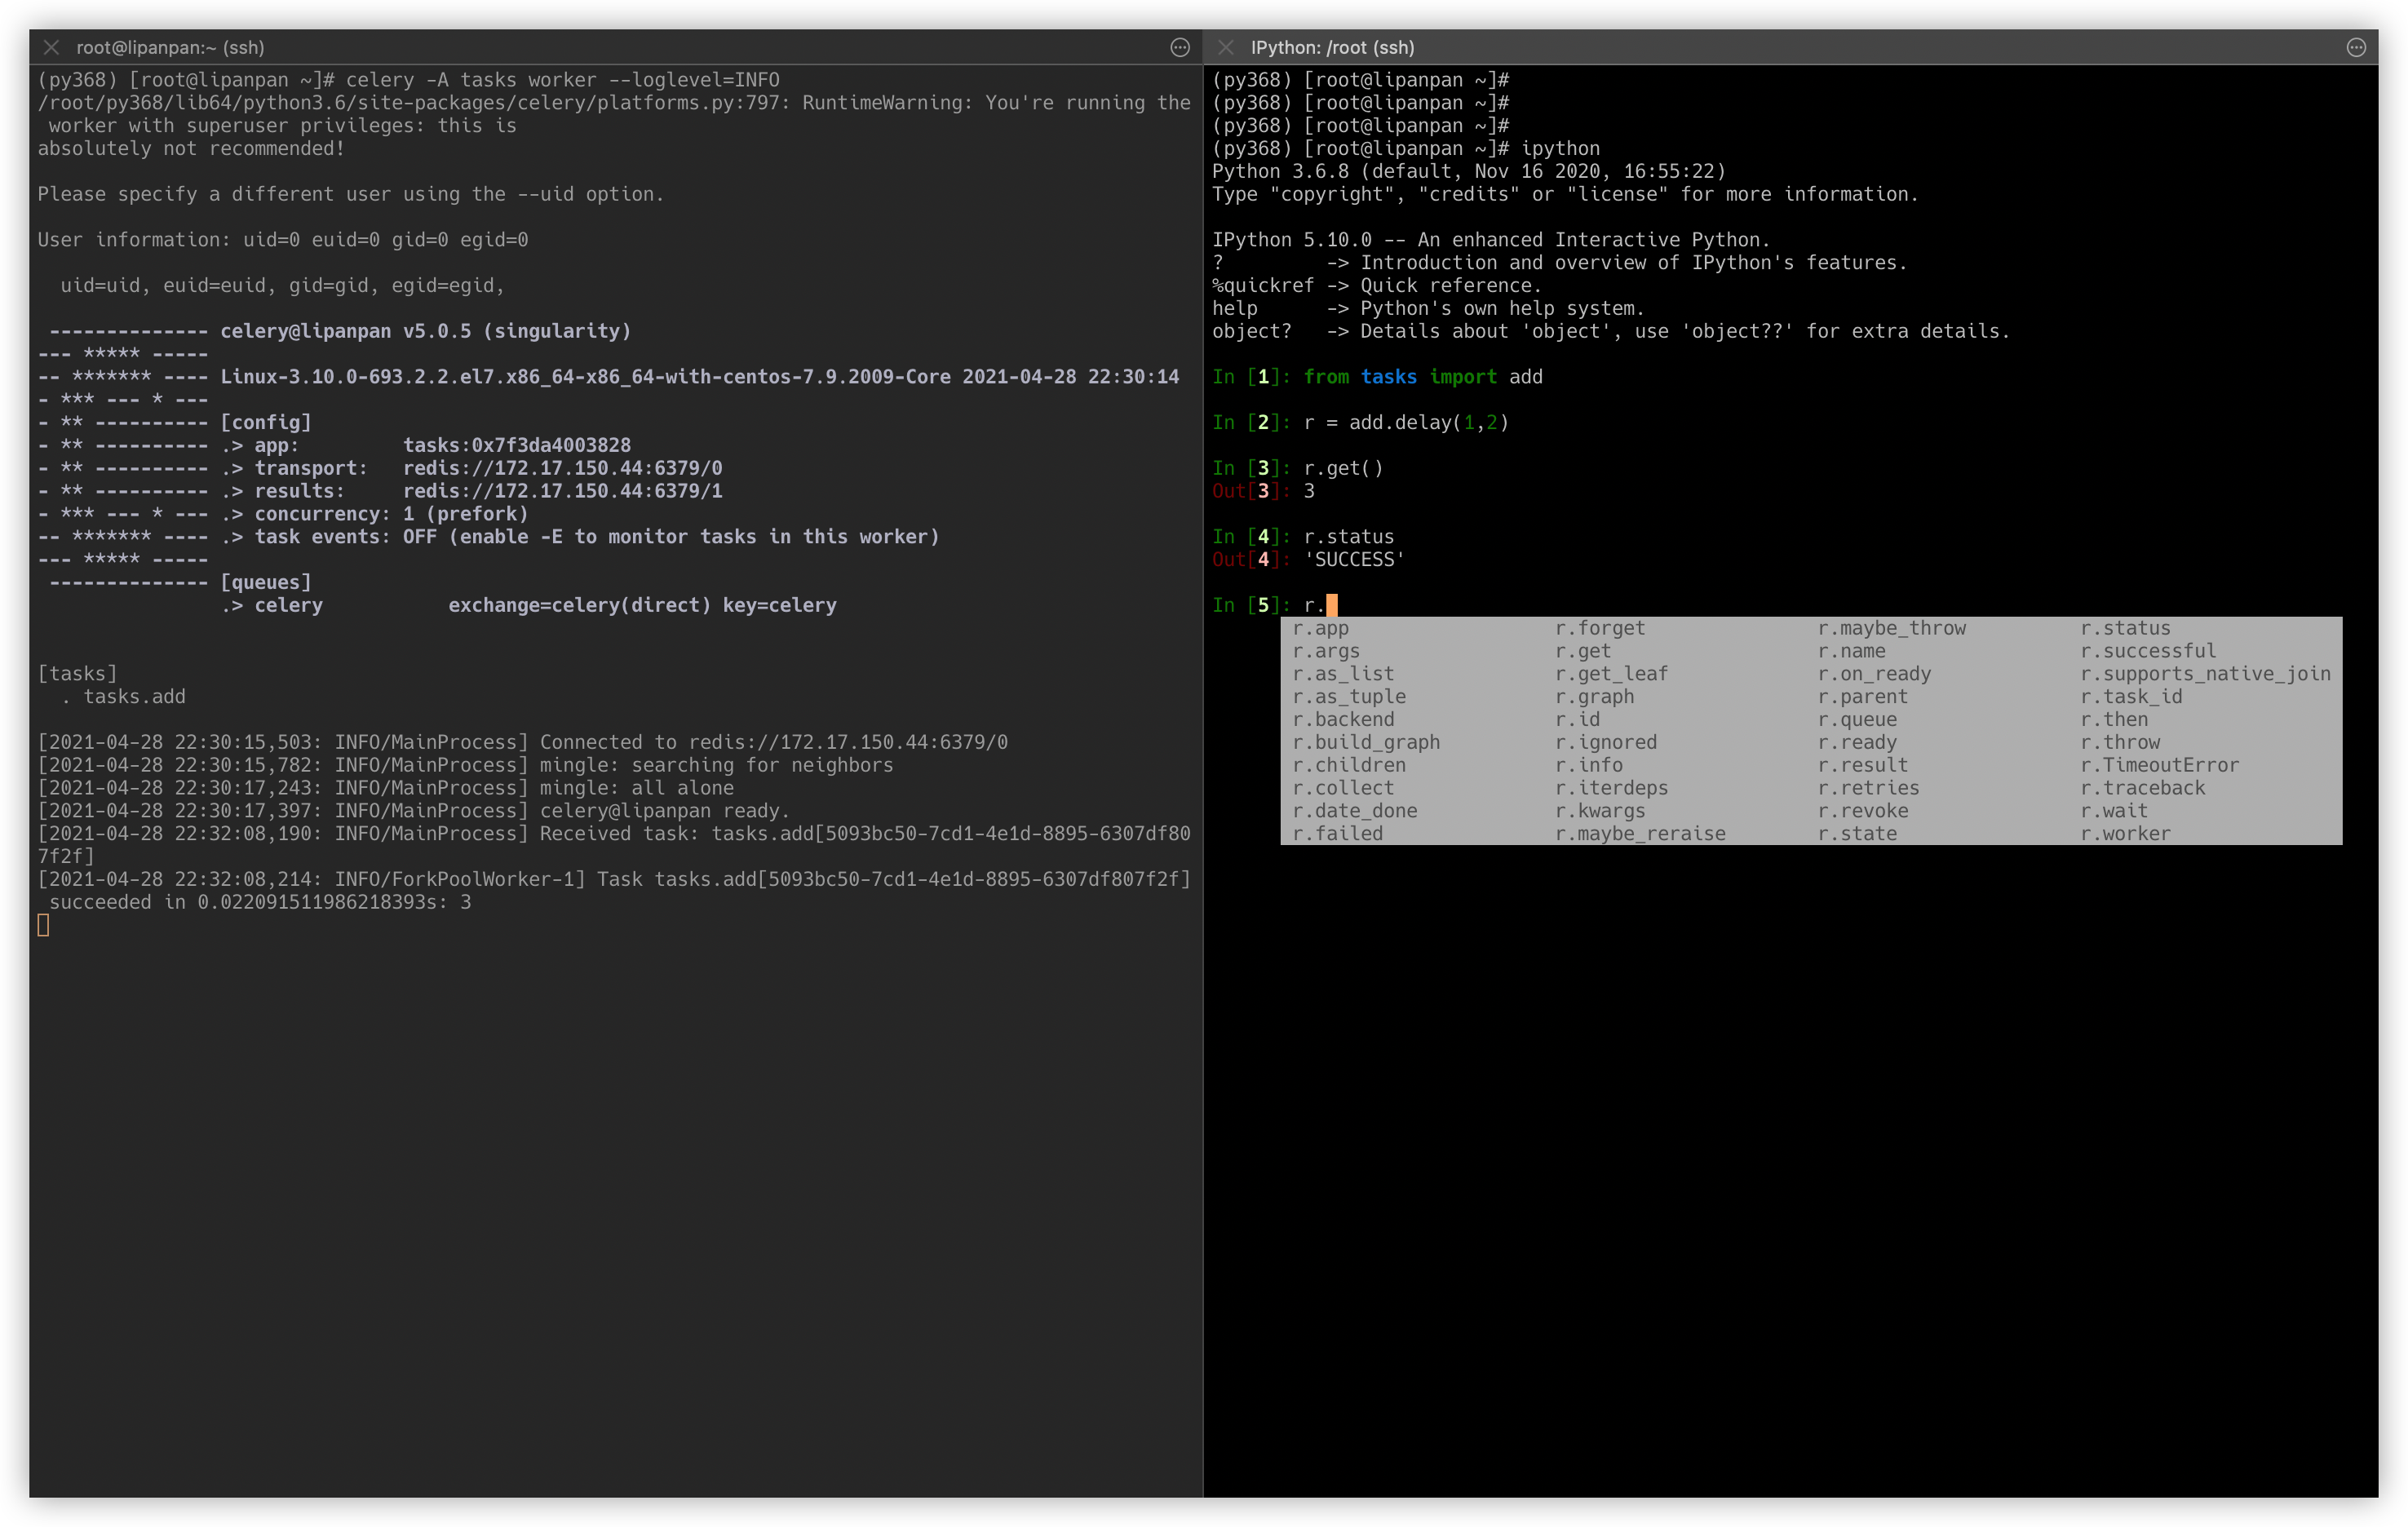 root@lipanpan:~ (ssh)
(py368) [root@lipanpan ~]# celery -A tasks worker --loglevel=INFO
/root/py368/lib64/python3.6/site-packages/celery/platforms.py:797: RuntimeWarning: You're running the
 worker with superuser privileges: this is
absolutely not recommended!
Please specify a different user using the --uid option.
User information: uid=0 euid=0 gid=0 egid=0
  uid=uid, euid=euid, gid=gid, egid=egid,
 -------------- celery@lipanpan v5.0.5 (singularity)
--- ***** -----
-- ******* ---- Linux-3.10.0-693.2.2.el7.x86_64-x86_64-with-centos-7.9.2009-Core 2021-04-28 22:30:14
- *** --- * ---
- ** ---------- [config]
- ** ---------- .> app:         tasks:0x7f3da4003828
- ** ---------- .> transport:   redis://172.17.150.44:6379/0
- ** ---------- .> results:     redis://172.17.150.44:6379/1
- *** --- * --- .> concurrency: 1 (prefork)
-- ******* ---- .> task events: OFF (enable -E to monitor tasks in this worker)
--- ***** -----
 -------------- [queues]
                .> celery           exchange=celery(direct) key=celery
[tasks]
  . tasks.add
[2021-04-28 22:30:15,503: INFO/MainProcess] Connected to redis://172.17.150.44:6379/0
[2021-04-28 22:30:15,782: INFO/MainProcess] mingle: searching for neighbors
[2021-04-28 22:30:17,243: INFO/MainProcess] mingle: all alone
[2021-04-28 22:30:17,397: INFO/MainProcess] celery@lipanpan ready.
[2021-04-28 22:32:08,190: INFO/MainProcess] Received task: tasks.add[5093bc50-7cd1-4e1d-8895-6307df80
7f2f]
[2021-04-28 22:32:08,214: INFO/ForkPoolWorker-1] Task tasks.add[5093bc50-7cd1-4e1d-8895-6307df807f2f]
 succeeded in 0.022091511986218393s: 3
IPython: /root (ssh)
(py368) [root@lipanpan ~]#
(py368) [root@lipanpan ~]#
(py368) [root@lipanpan ~]#
(py368) [root@lipanpan ~]# ipython
Python 3.6.8 (default, Nov 16 2020, 16:55:22)
Type "copyright", "credits" or "license" for more information.
IPython 5.10.0 -- An enhanced Interactive Python.
?         -> Introduction and overview of IPython's features.
%quickref -> Quick reference.
help      -> Python's own help system.
object?   -> Details about 'object', use 'object??' for extra details.
In [1]: from tasks import add
In [2]: r = add.delay(1,2)
In [3]: r.get()
Out[3]: 3
In [4]: r.status
Out[4]: 'SUCCESS'
In [5]: r.
r.app r.forget r.maybe_throw r.status
r.args r.get r.name r.successful
r.as_list r.get_leaf r.on_ready r.supports_native_join
r.as_tuple r.graph r.parent r.task_id
r.backend r.id r.queue r.then
r.build_graph r.ignored r.ready r.throw
r.children r.info r.result r.TimeoutError
r.collect r.iterdeps r.retries r.traceback
r.date_done r.kwargs r.revoke r.wait
r.failed r.maybe_reraise r.state r.worker